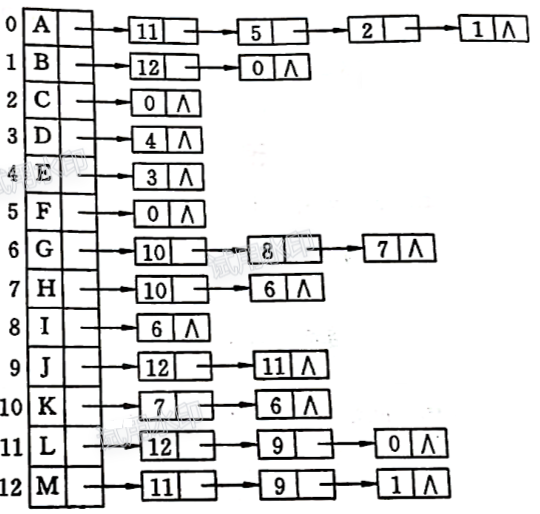 0 A 11 5 2 1 ∧
1 B 12 0 ∧
2 C 0 ∧
3 D 4 ∧
4 E 3 ∧
5 F 0 ∧
6 G 10 8 7 ∧
7 H 10 6 ∧
8 I 6 ∧
9 J 12 11 ∧
10 K 7 6 ∧
11 L 12 9 0 ∧
12 M 11 9 1 ∧